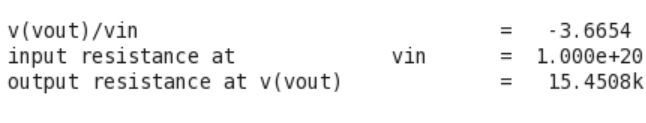 v(vout)/vin = -3.6654
input resistance at vin = 1.000e+20
output resistance at v(vout) = 15.4508k